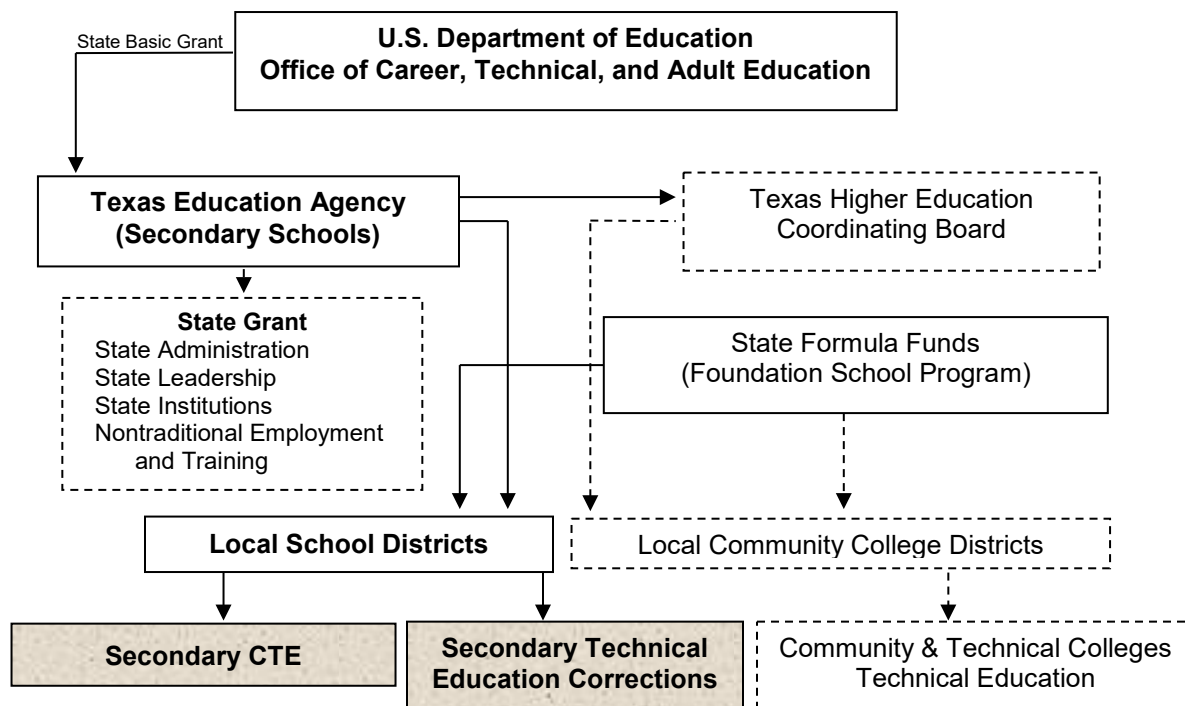 State Basic Grant
U.S. Department of Education
Office of Career, Technical, and Adult Education
Texas Education Agency
(Secondary Schools)
Texas Higher Education
Coordinating Board
State Grant
State Administration
State Leadership
State Institutions
Nontraditional Employment
and Training
State Formula Funds
(Foundation School Program)
Local School Districts
Local Community College Districts
Secondary CTE
Secondary Technical
Education Corrections
Community & Technical Colleges
Technical Education